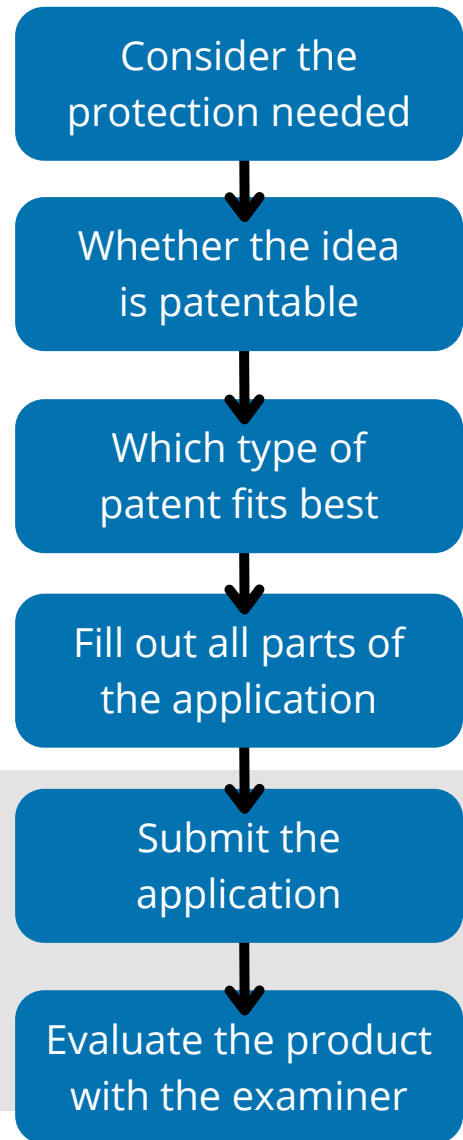 Consider the
protection needed
Whether the idea
is patentable
Which type of
patent fits best
Fill out all parts of
the application
Submit the
application
Evaluate the product
with the examiner